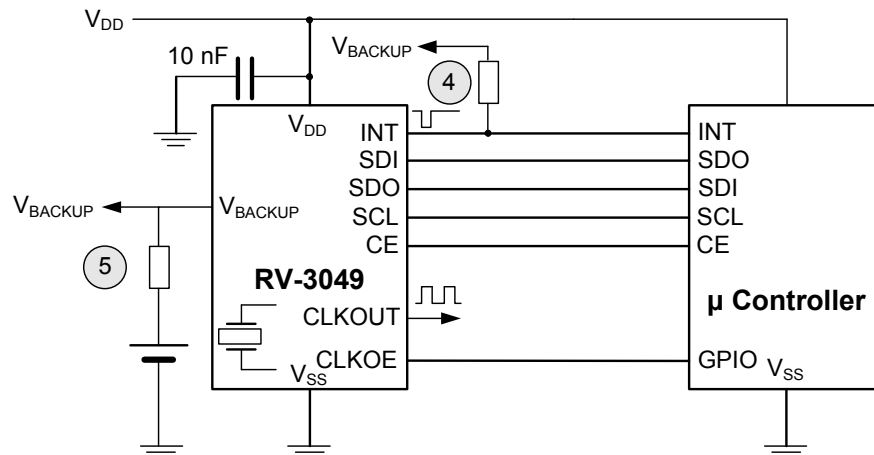 VDD
10 nF
VBACKUP
4
VDD
INT
SDI
SDO
SCL
CE
INT
SDO
SDI
SCL
CE
VBACKUP
VBACKUP
5
RV-3049
CLKOUT
CLKOE
VSS
µ Controller
GPIO
VSS